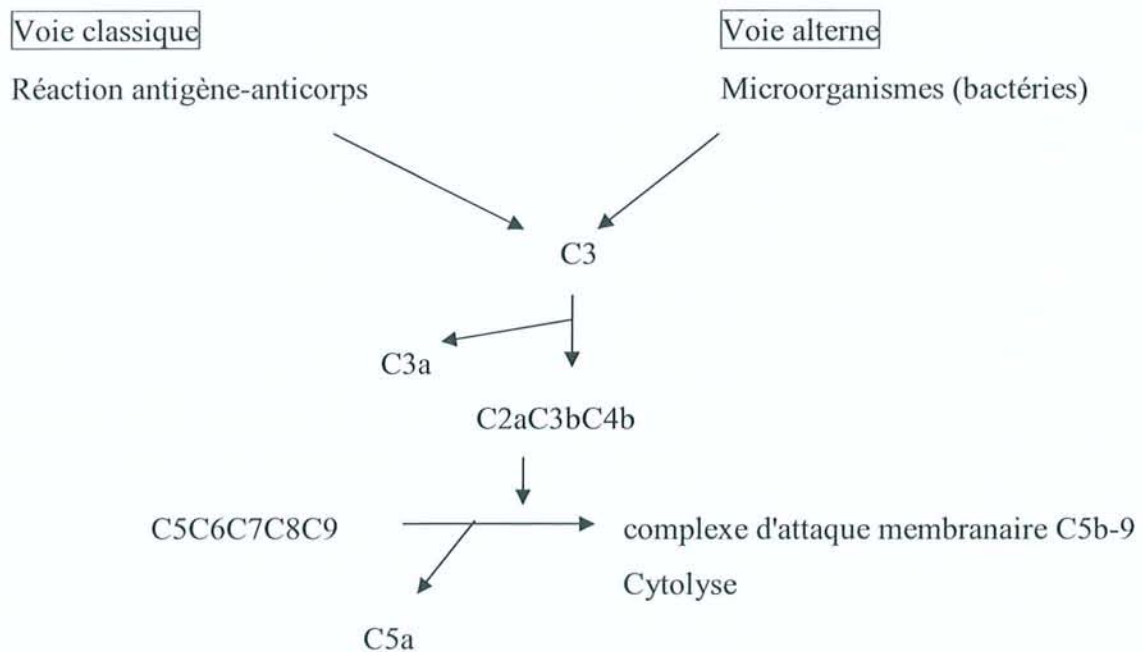 Voie classique
Voie alterne
Réaction antigène-anticorps
Microorganismes (bactéries)
C3
C3a
C2aC3bC4b
C5C6C7C8C9
complexe d'attaque membranaire C5b-9
Cytolyse
C5a